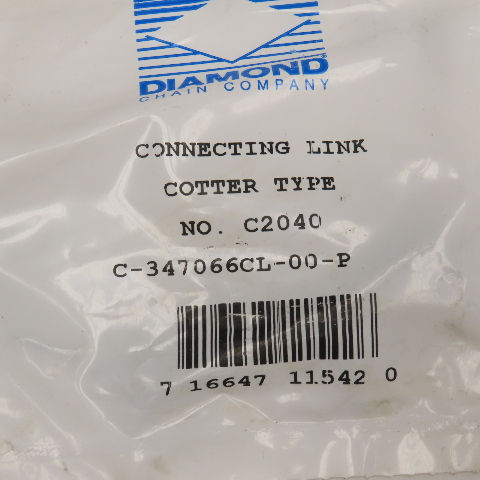 DIAMOND®
CHAIN COMPANY
CONNECTING LINK
COTTER TYPE
NO. C2040
C-347066CL-00-P
7 16647 11542 0